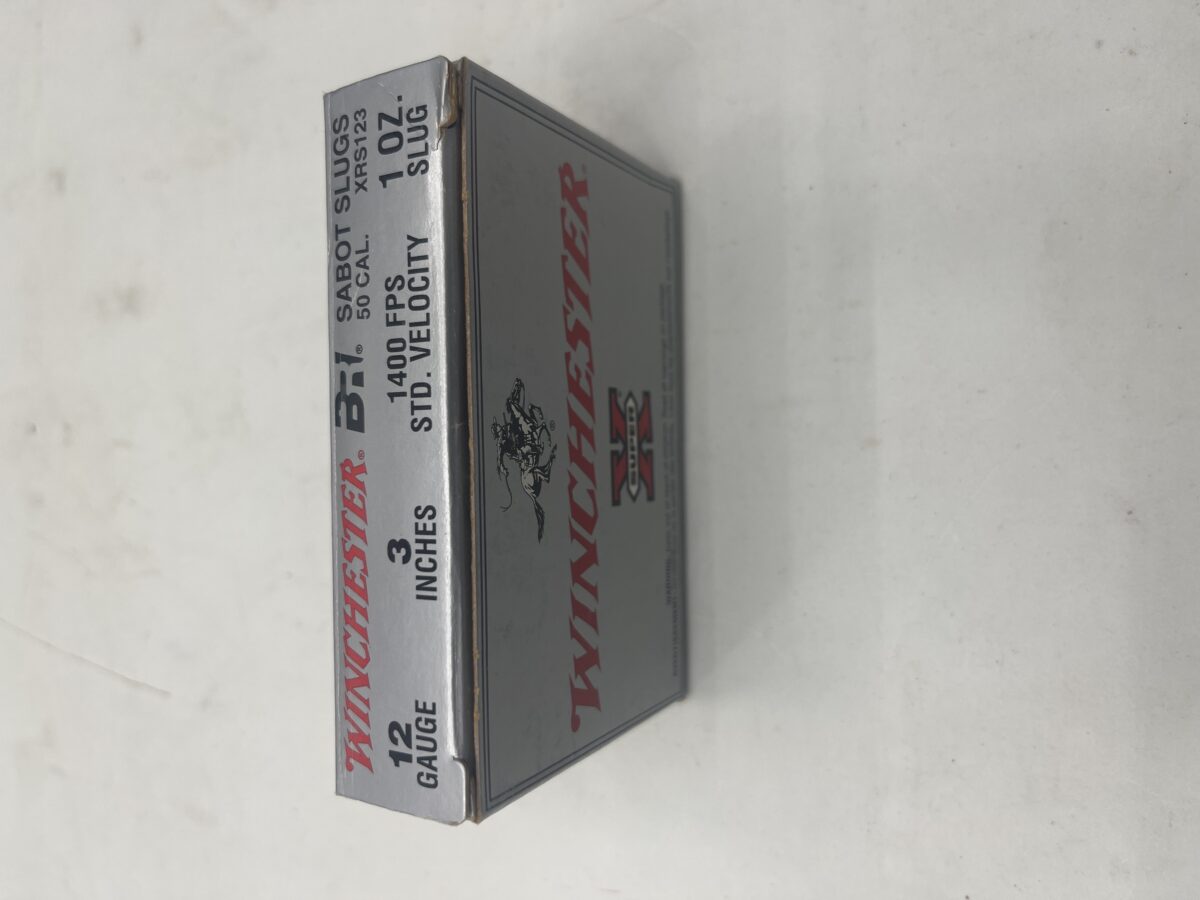 WINCHESTER® BRI® SABOT SLUGS
50 CAL. XRS123
12 3 1400 FPS 1 OZ.
GAUGE INCHES STD. VELOCITY SLUG
®
WINCHESTER®
SUPER X